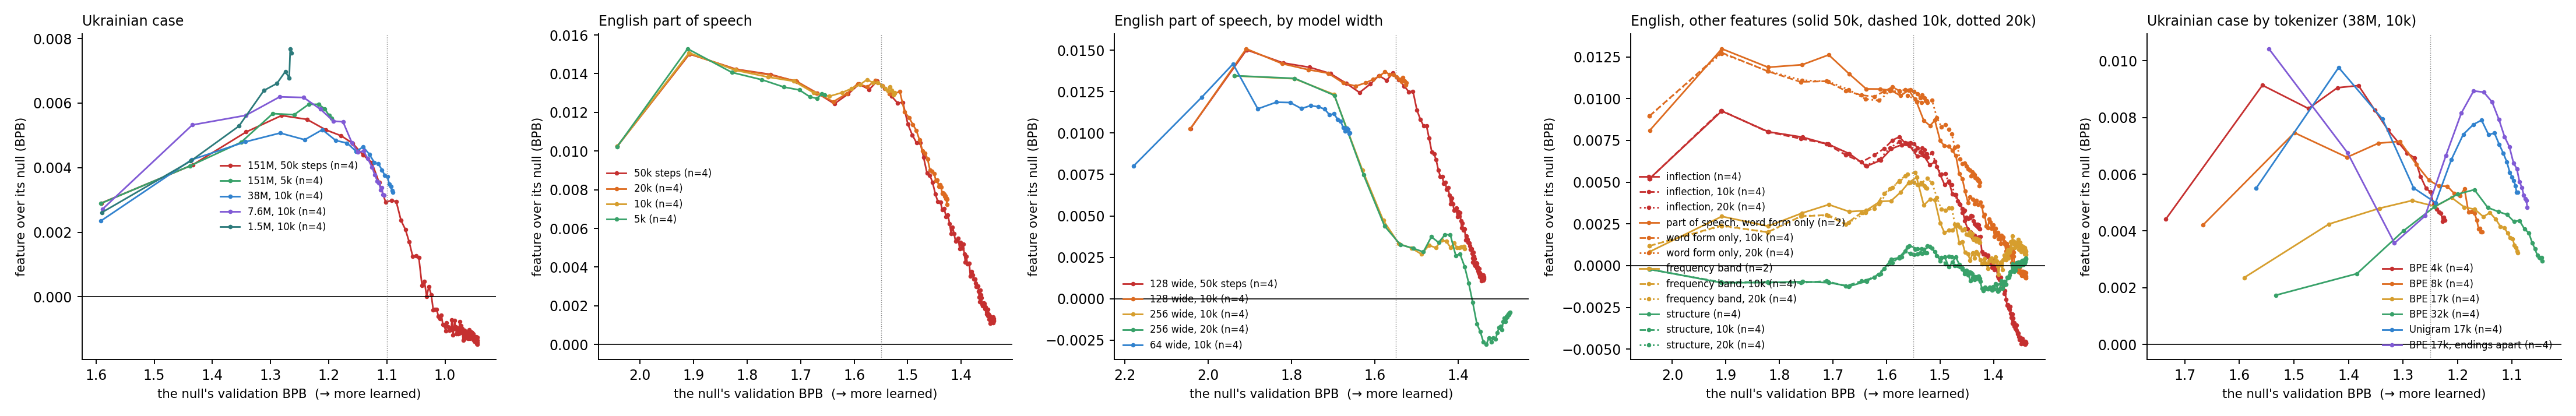 Ukrainian case
0.008
0.006
0.004
0.002
0.000
feature over its null (BPB)
151M, 50k steps (n=4)
151M, 5k (n=4)
38M, 10k (n=4)
7.6M, 10k (n=4)
1.5M, 10k (n=4)
1.6 1.5 1.4 1.3 1.2 1.1 1.0
the null's validation BPB (→ more learned)
English part of speech
0.016
0.014
0.012
0.010
0.008
0.006
0.004
0.002
0.000
feature over its null (BPB)
50k steps (n=4)
20k (n=4)
10k (n=4)
5k (n=4)
2.0 1.9 1.8 1.7 1.6 1.5 1.4
the null's validation BPB (→ more learned)
English part of speech, by model width
0.0150
0.0125
0.0100
0.0075
0.0050
0.0025
0.0000
−0.0025
feature over its null (BPB)
128 wide, 50k steps (n=4)
128 wide, 10k (n=4)
256 wide, 10k (n=4)
256 wide, 20k (n=4)
64 wide, 10k (n=4)
2.2 2.0 1.8 1.6 1.4
the null's validation BPB (→ more learned)
English, other features (solid 50k, dashed 10k, dotted 20k)
0.0125
0.0100
0.0075
0.0050
0.0025
0.0000
−0.0025
−0.0050
feature over its null (BPB)
inflection (n=4)
inflection, 10k (n=4)
inflection, 20k (n=4)
part of speech, word form only (n=2)
word form only, 10k (n=4)
word form only, 20k (n=4)
frequency band (n=2)
frequency band, 10k (n=4)
frequency band, 20k (n=4)
structure (n=4)
structure, 10k (n=4)
structure, 20k (n=4)
2.0 1.9 1.8 1.7 1.6 1.5 1.4
the null's validation BPB (→ more learned)
Ukrainian case by tokenizer (38M, 10k)
0.010
0.008
0.006
0.004
0.002
0.000
feature over its null (BPB)
BPE 4k (n=4)
BPE 8k (n=4)
BPE 17k (n=4)
BPE 32k (n=4)
Unigram 17k (n=4)
BPE 17k, endings apart (n=4)
1.7 1.6 1.5 1.4 1.3 1.2 1.1
the null's validation BPB (→ more learned)